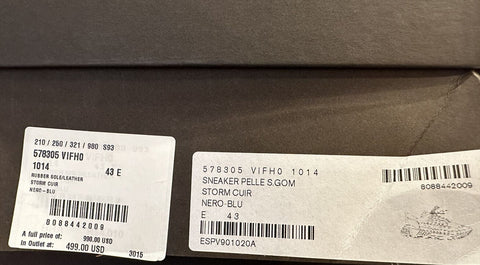 210 / 250 / 321 / 980 S93
578305 VIFH0
1014
43 E
RUBBER SOLE/LEATHER
STORM CUIR
NERO-BLU
8088442009
A full price of: 990.00 USD
In Outlet at: 499.00 USD
3015
578305 VIFH0 1014
SNEAKER PELLE S.GOM
STORM CUIR
NERO-BLU
E 43
ESPV901020A
8088442009